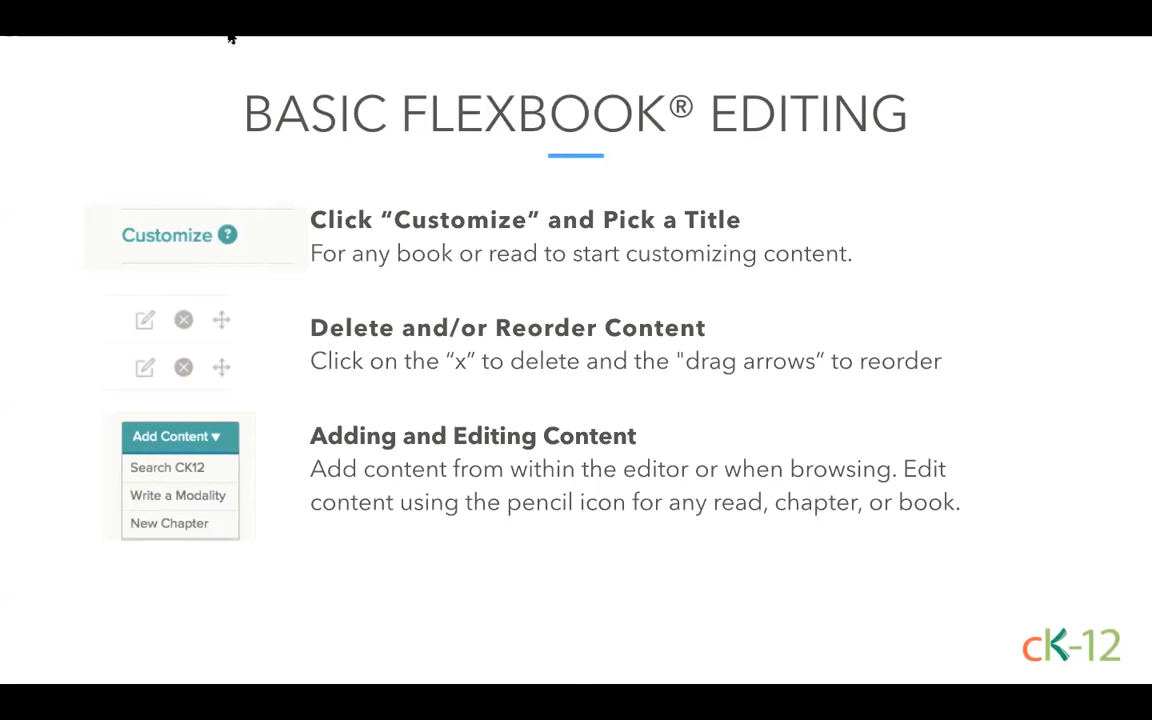 BASIC FLEXBOOK® EDITING
Customize ?
Click “Customize” and Pick a Title
For any book or read to start customizing content.
Delete and/or Reorder Content
Click on the “x” to delete and the "drag arrows“ to reorder
Add Content ▼
Search CK12
Write a Modality
New Chapter
Adding and Editing Content
Add content from within the editor or when browsing. Edit
content using the pencil icon for any read, chapter, or book.
cK-12